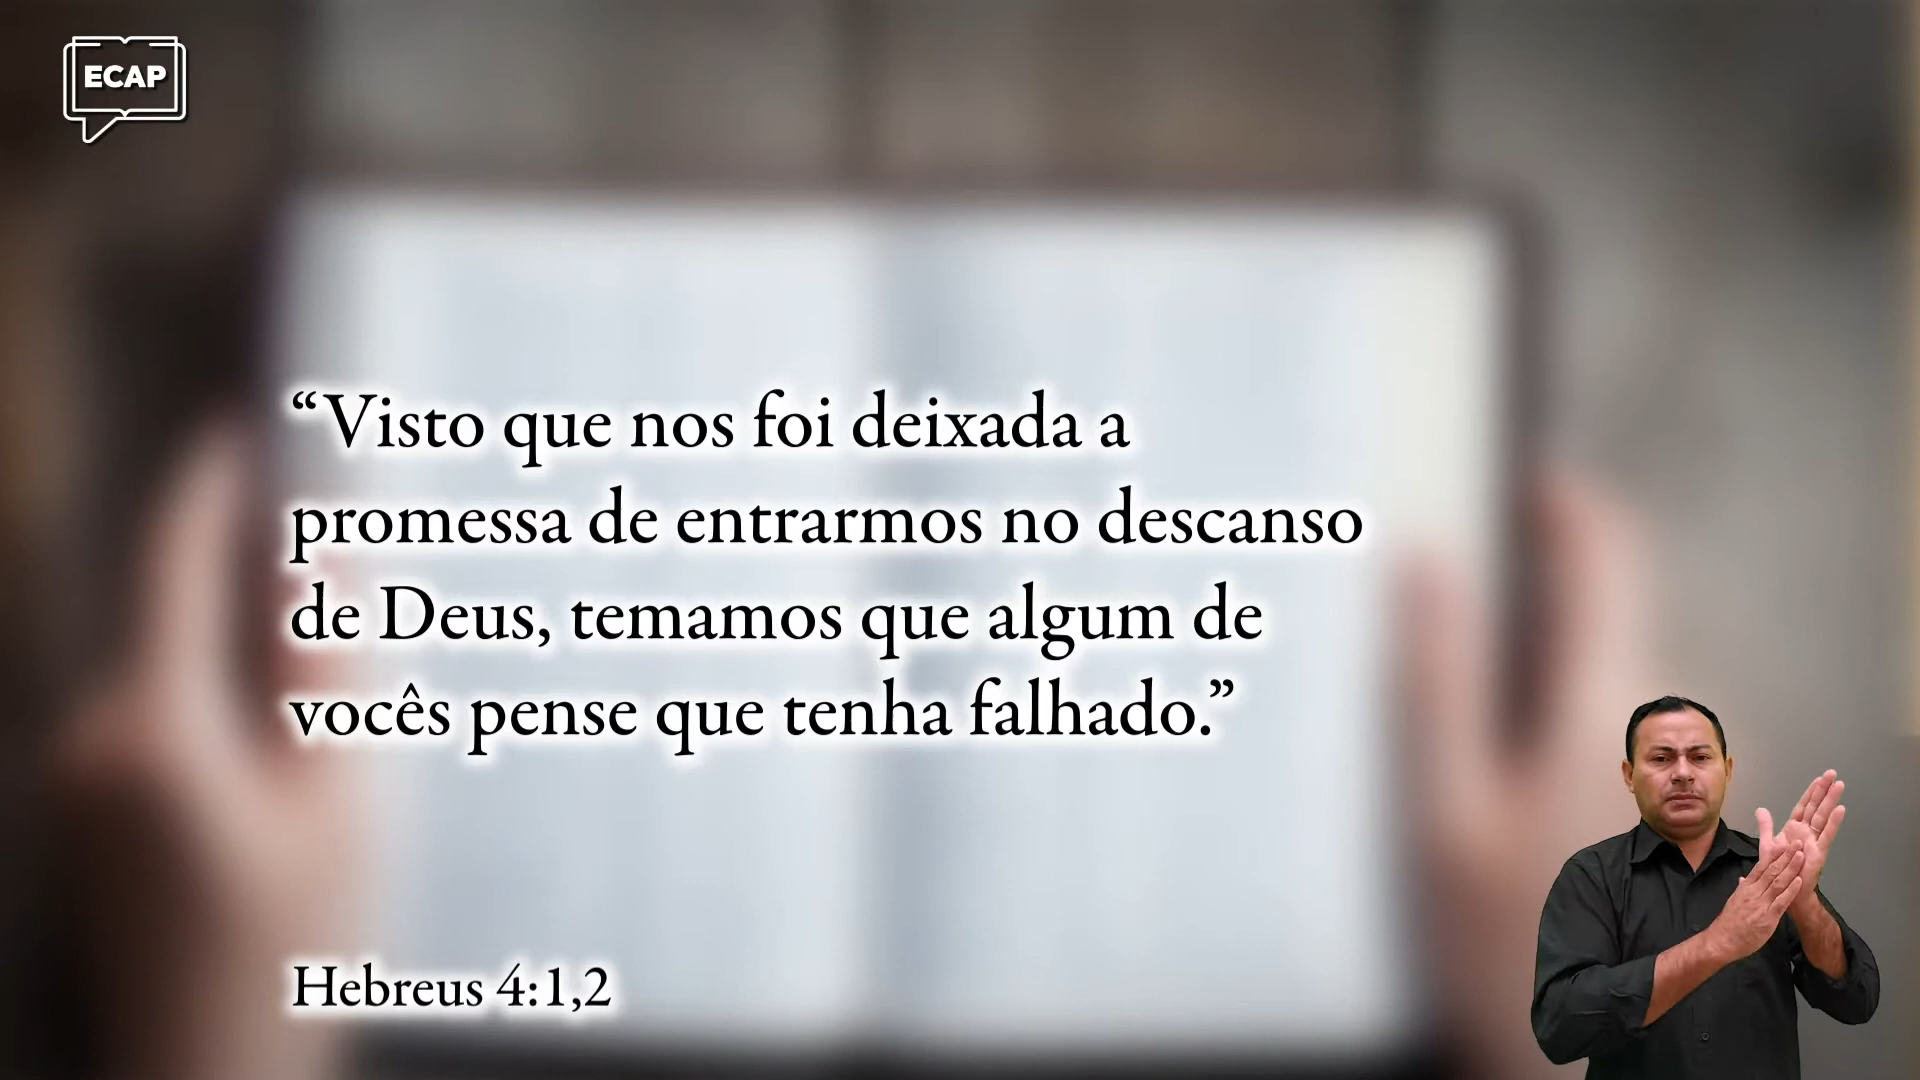 ECAP
“Visto que nos foi deixada a
promessa de entrarmos no descanso
de Deus, temamos que algum de
vocês pense que tenha falhado.”
Hebreus 4:1,2